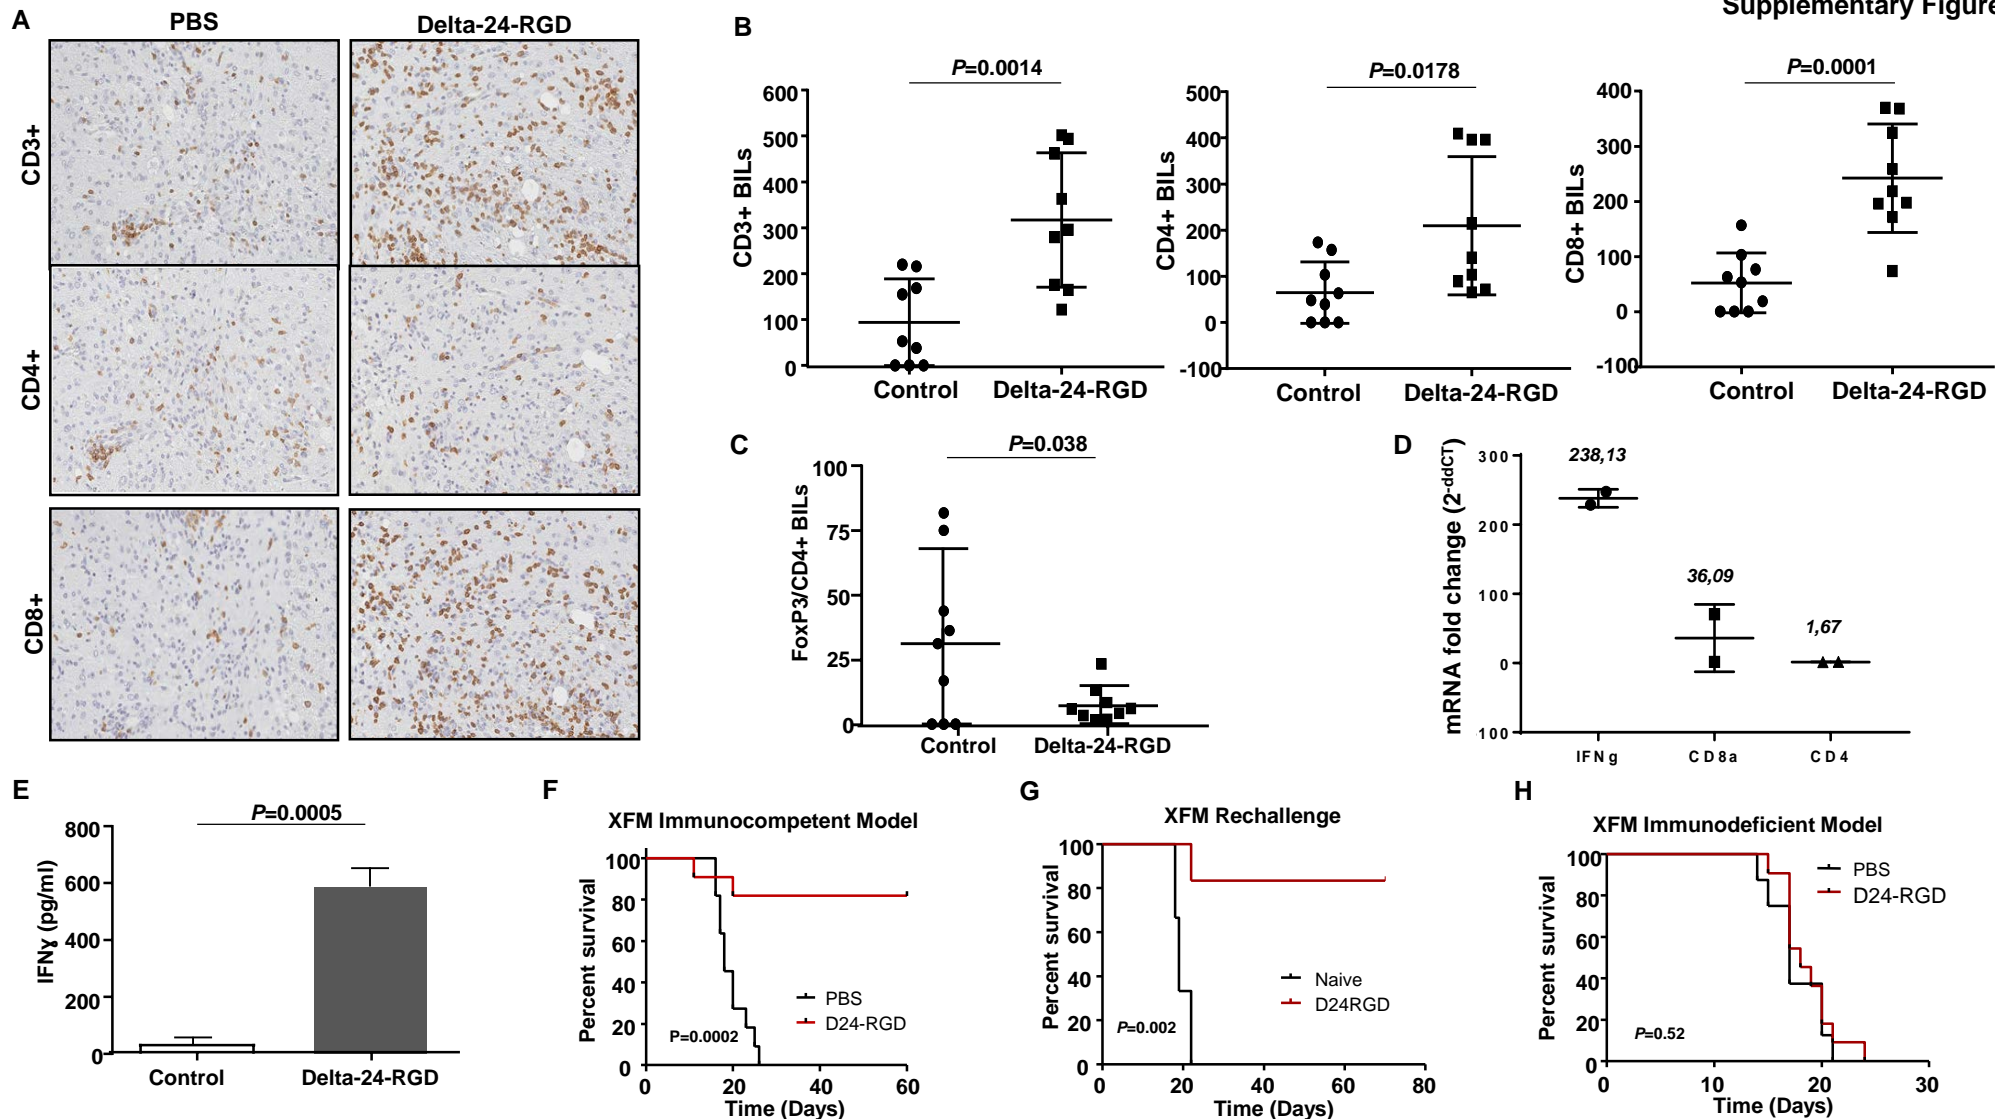 Supplementary Figure
A
PBS
Delta-24-RGD
CD3+
CD4+
CD8+
B
P=0.0014
CD3+ BILs
600
500
400
300
200
100
0
Control
Delta-24-RGD
P=0.0178
CD4+ BILs
500
400
300
200
100
0
-100
Control
Delta-24-RGD
P=0.0001
CD8+ BILs
400
300
200
100
0
-100
Control
Delta-24-RGD
C
P=0.038
FoxP3/CD4+ BILs
100
75
50
25
0
Control
Delta-24-RGD
D
mRNA fold change (2-ddCT)
300
200
100
0
100
238,13
36,09
1,67
IFNg
CD8a
CD4
E
P=0.0005
IFNɣ (pg/ml)
800
600
400
200
0
Control
Delta-24-RGD
F
XFM Immunocompetent Model
Percent survival
100
80
60
40
20
0
PBS
D24-RGD
P=0.0002
0
20
40
60
Time (Days)
G
XFM Rechallenge
Percent survival
100
80
60
40
20
0
Naive
D24RGD
P=0.002
0
20
40
60
80
Time (Days)
H
XFM Immunodeficient Model
Percent survival
100
80
60
40
20
0
PBS
D24-RGD
P=0.52
0
10
20
30
Time (Days)